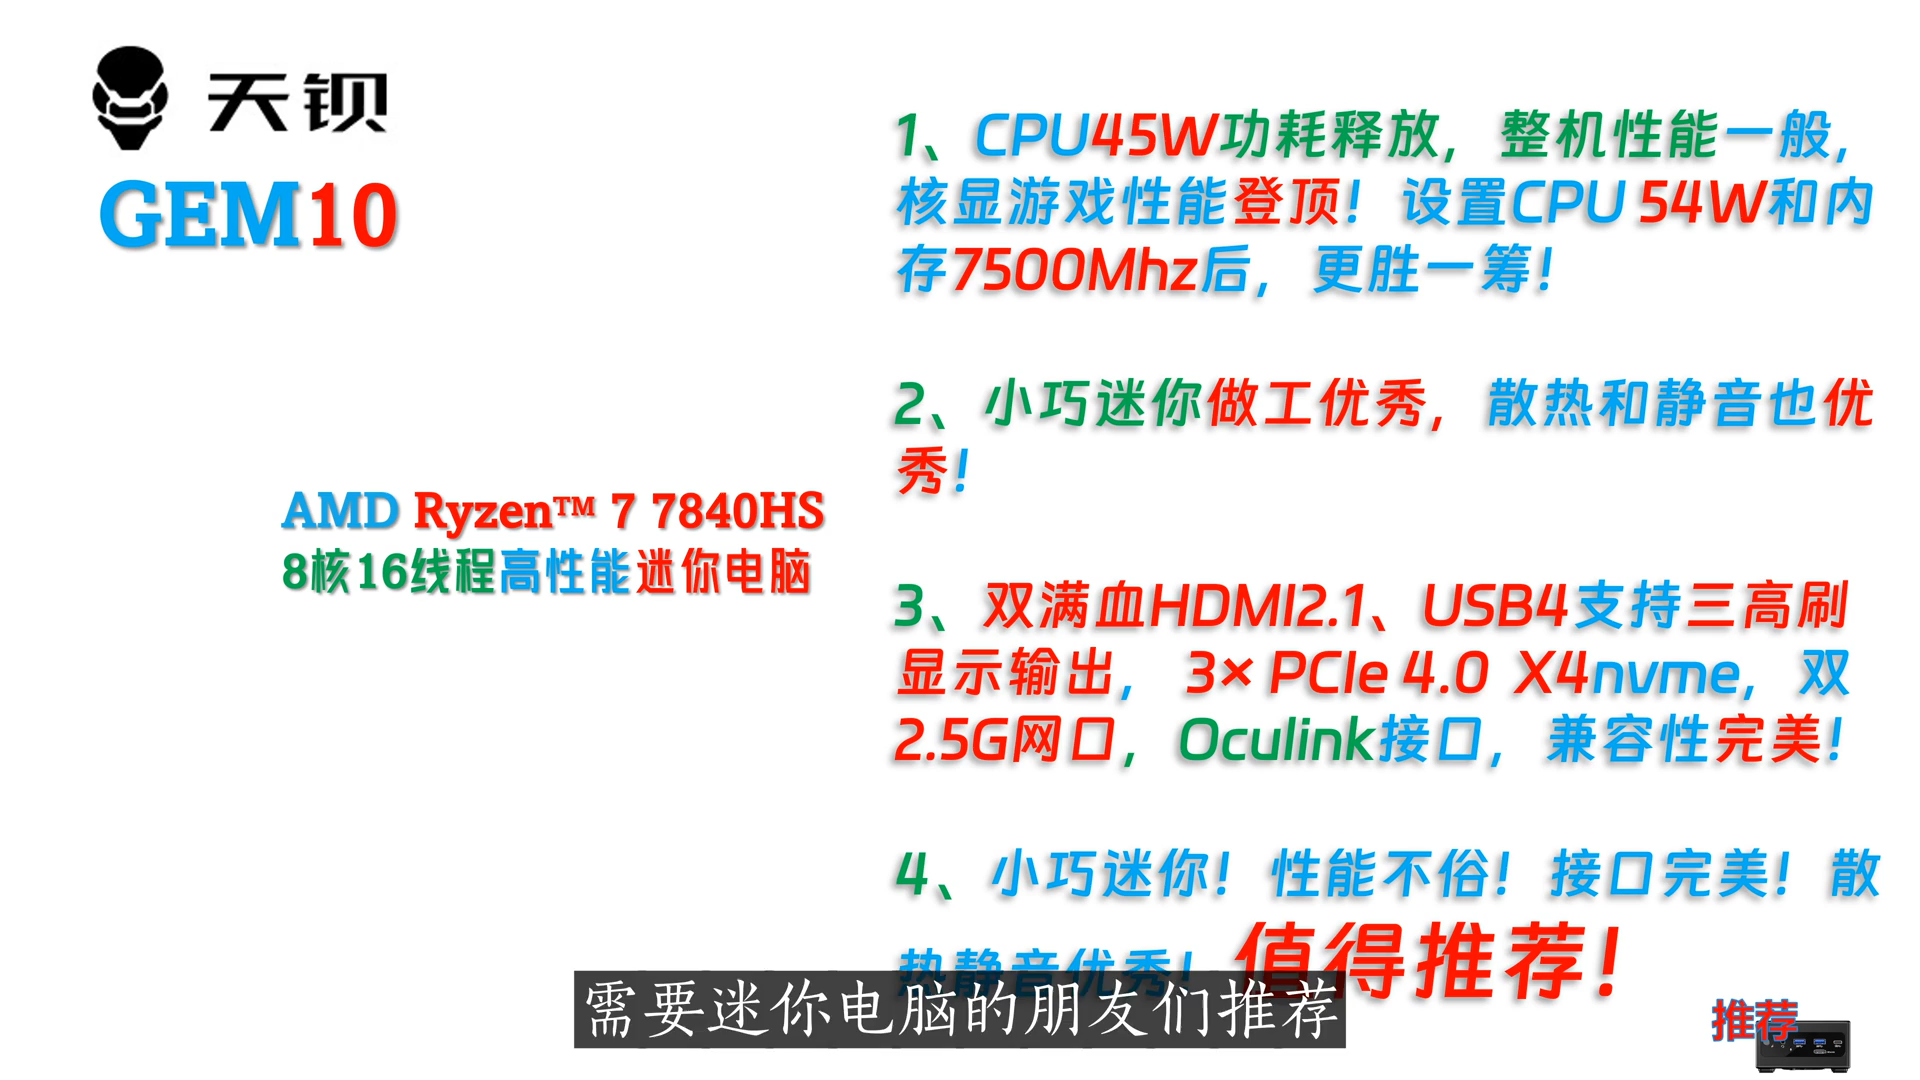 天钡
GEM10
AMD Ryzen™ 7 7840HS
8核16线程高性能迷你电脑
1、CPU45W功耗释放，整机性能一般，
核显游戏性能登顶！设置CPU 54W和内
存7500Mhz后，更胜一筹！
2、小巧迷你做工优秀，散热和静音也优
秀！
3、双满血HDMI2.1、USB4支持三高刷
显示输出，3× PCIe 4.0 X4nvme，双
2.5G网口，Oculink接口，兼容性完美！
4、小巧迷你！性能不俗！接口完美！散
热静音优秀！值得推荐！
需要迷你电脑的朋友们推荐
推荐